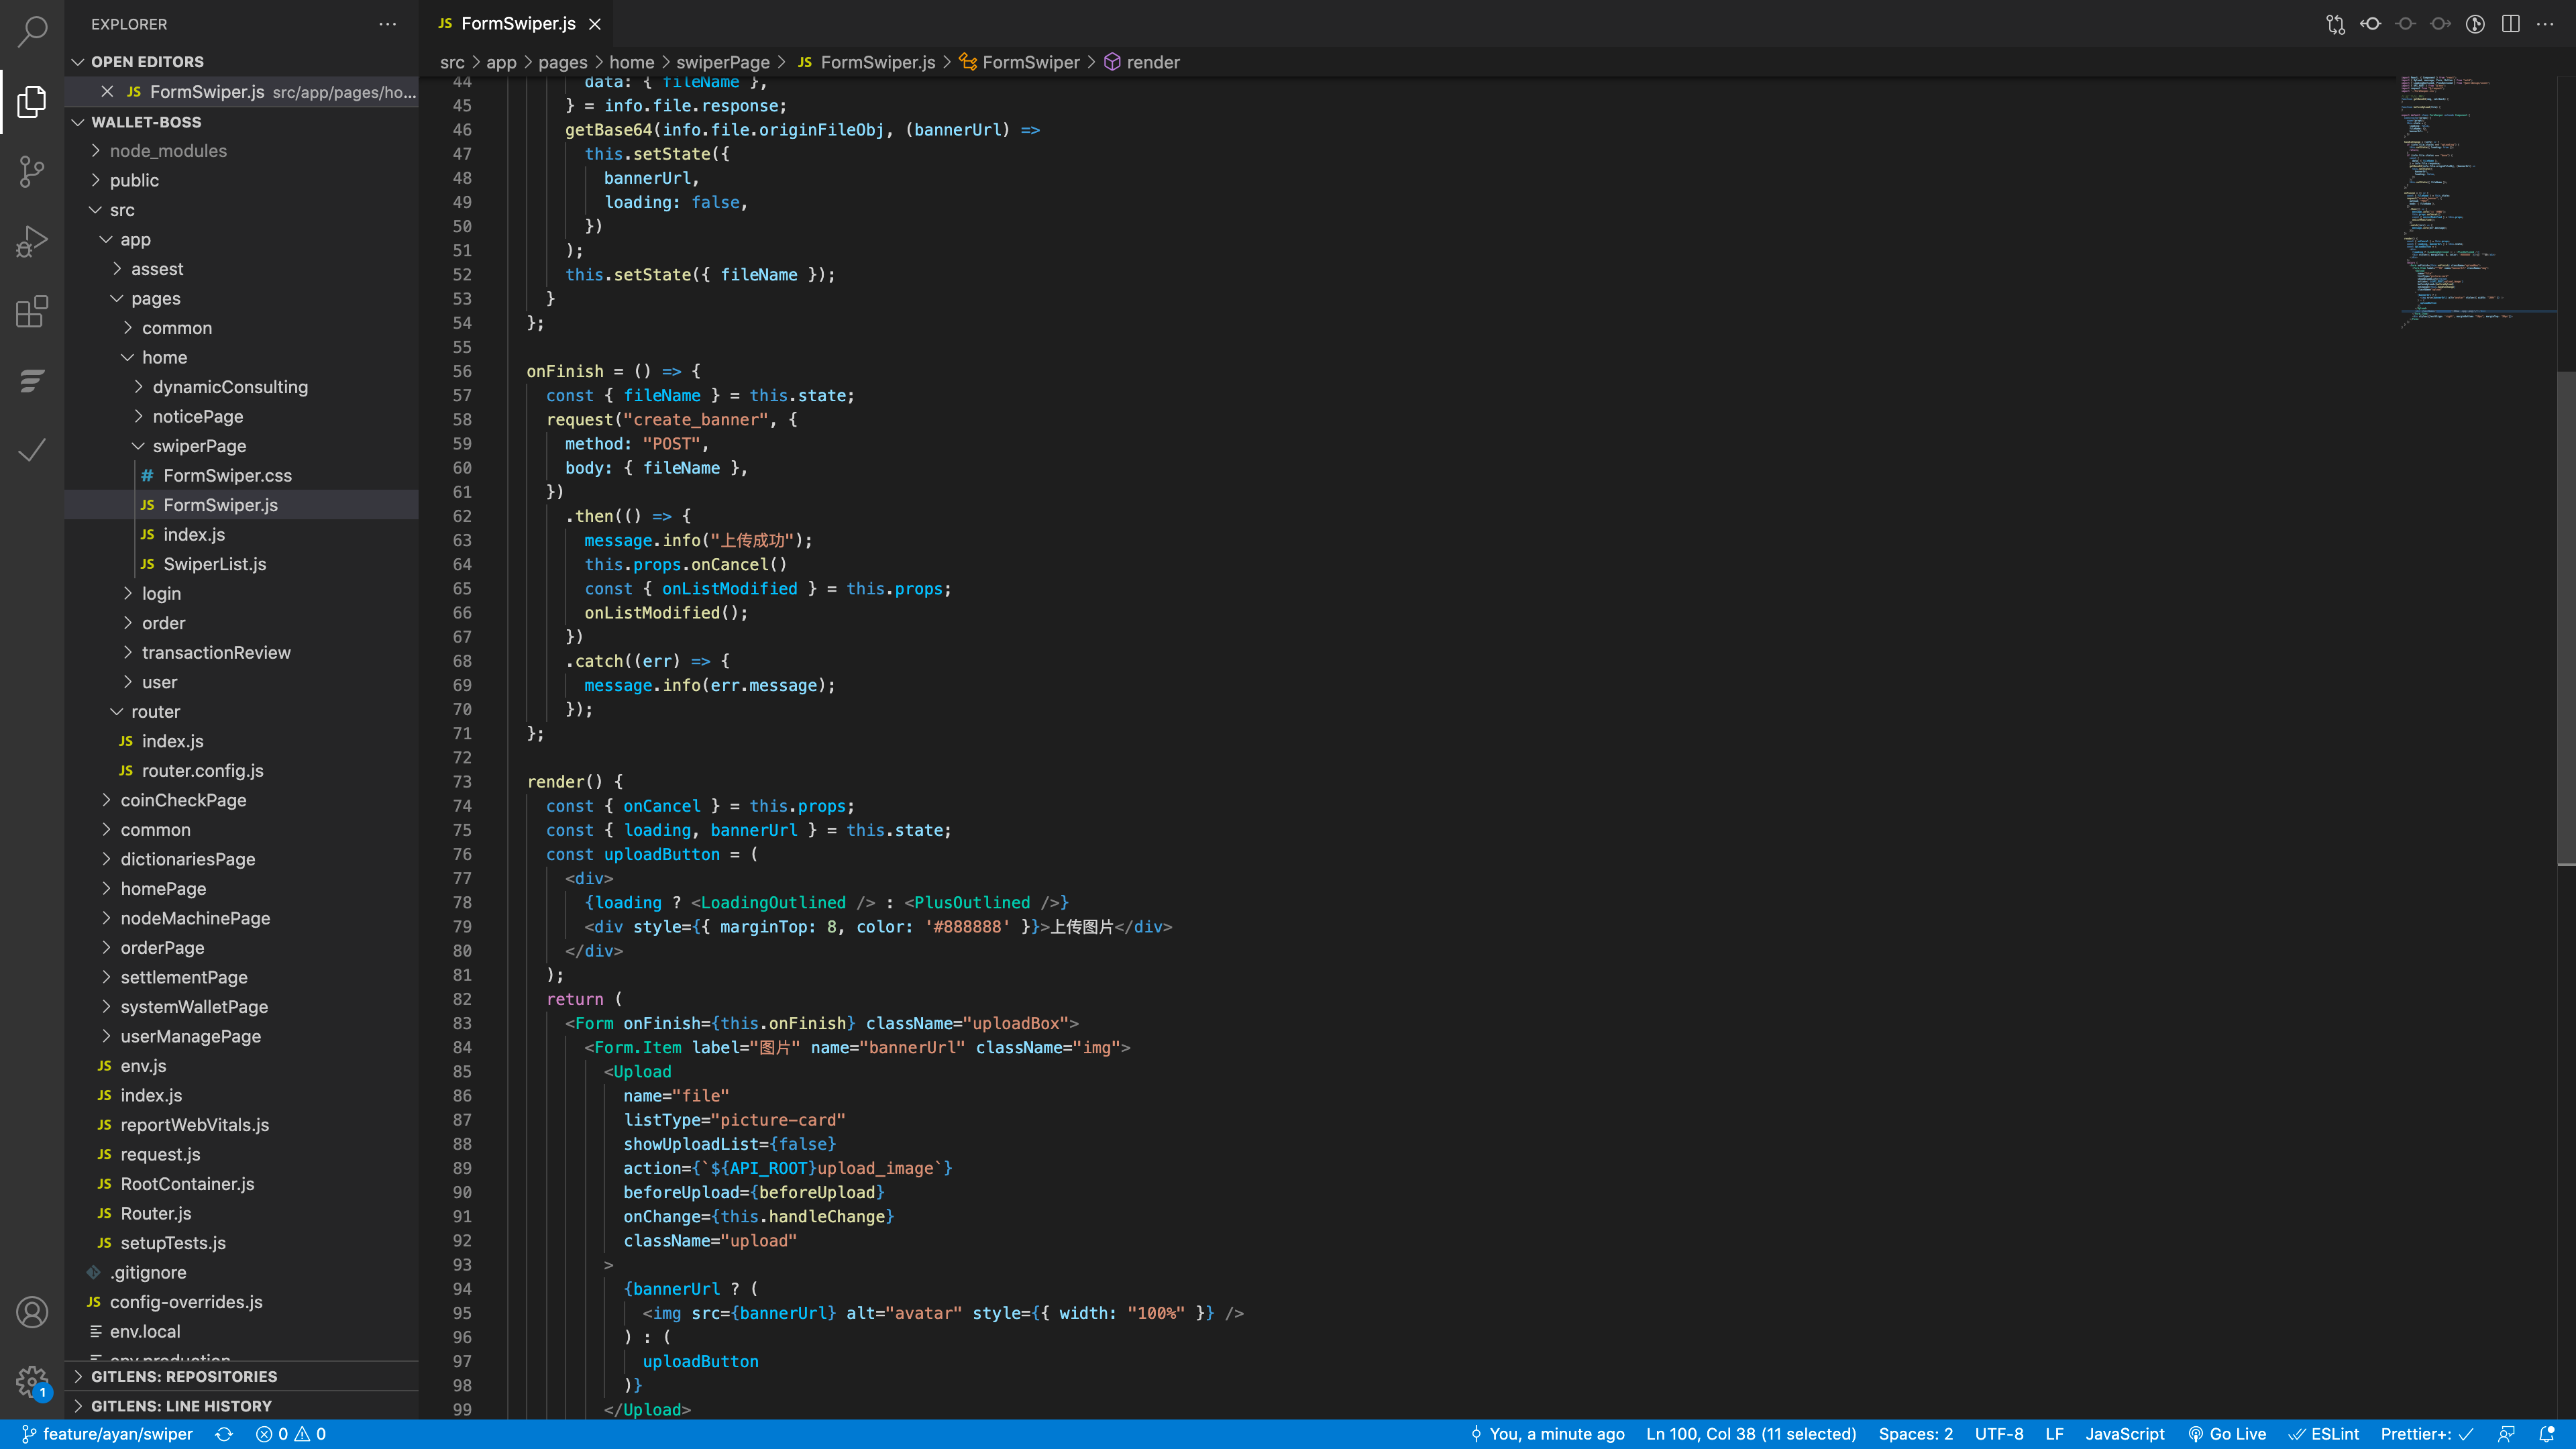 EXPLORER
OPEN EDITORS
JS FormSwiper.js src/app/pages/ho...
WALLET-BOSS
node_modules
public
src
app
assest
pages
common
home
dynamicConsulting
noticePage
swiperPage
# FormSwiper.css
JS FormSwiper.js
JS index.js
JS SwiperList.js
login
order
transactionReview
user
router
JS index.js
JS router.config.js
coinCheckPage
common
dictionariesPage
homePage
nodeMachinePage
orderPage
settlementPage
systemWalletPage
userManagePage
JS env.js
JS index.js
JS reportWebVitals.js
JS request.js
JS RootContainer.js
JS Router.js
JS setupTests.js
.gitignore
JS config-overrides.js
env.local
env.production
GITLENS: REPOSITORIES
GITLENS: LINE HISTORY
1
JS FormSwiper.js
src > app > pages > home > swiperPage > JS FormSwiper.js > FormSwiper > render
44 data: { fileName },
45 } = info.file.response;
46 getBase64(info.file.originFileObj, (bannerUrl) =>
47 this.setState({
48 bannerUrl,
49 loading: false,
50 })
51 );
52 this.setState({ fileName });
53 }
54 };
55
56 onFinish = () => {
57 const { fileName } = this.state;
58 request("create_banner", {
59 method: "POST",
60 body: { fileName },
61 })
62 .then(() => {
63 message.info("上传成功");
64 this.props.onCancel()
65 const { onListModified } = this.props;
66 onListModified();
67 })
68 .catch((err) => {
69 message.info(err.message);
70 });
71 };
72
73 render() {
74 const { onCancel } = this.props;
75 const { loading, bannerUrl } = this.state;
76 const uploadButton = (
77 <div>
78 {loading ? <LoadingOutlined /> : <PlusOutlined />}
79 <div style={{ marginTop: 8, color: '#888888' }}>上传图片</div>
80 </div>
81 );
82 return (
83 <Form onFinish={this.onFinish} className="uploadBox">
84 <Form.Item label="图片" name="bannerUrl" className="img">
85 <Upload
86 name="file"
87 listType="picture-card"
88 showUploadList={false}
89 action={`${API_ROOT}upload_image`}
90 beforeUpload={beforeUpload}
91 onChange={this.handleChange}
92 className="upload"
93 >
94 {bannerUrl ? (
95 <img src={bannerUrl} alt="avatar" style={{ width: "100%" }} />
96 ) : (
97 uploadButton
98 )}
99 </Upload>
feature/ayan/swiper 0 0 You, a minute ago Ln 100, Col 38 (11 selected) Spaces: 2 UTF-8 LF JavaScript Go Live ESLint Prettier+: